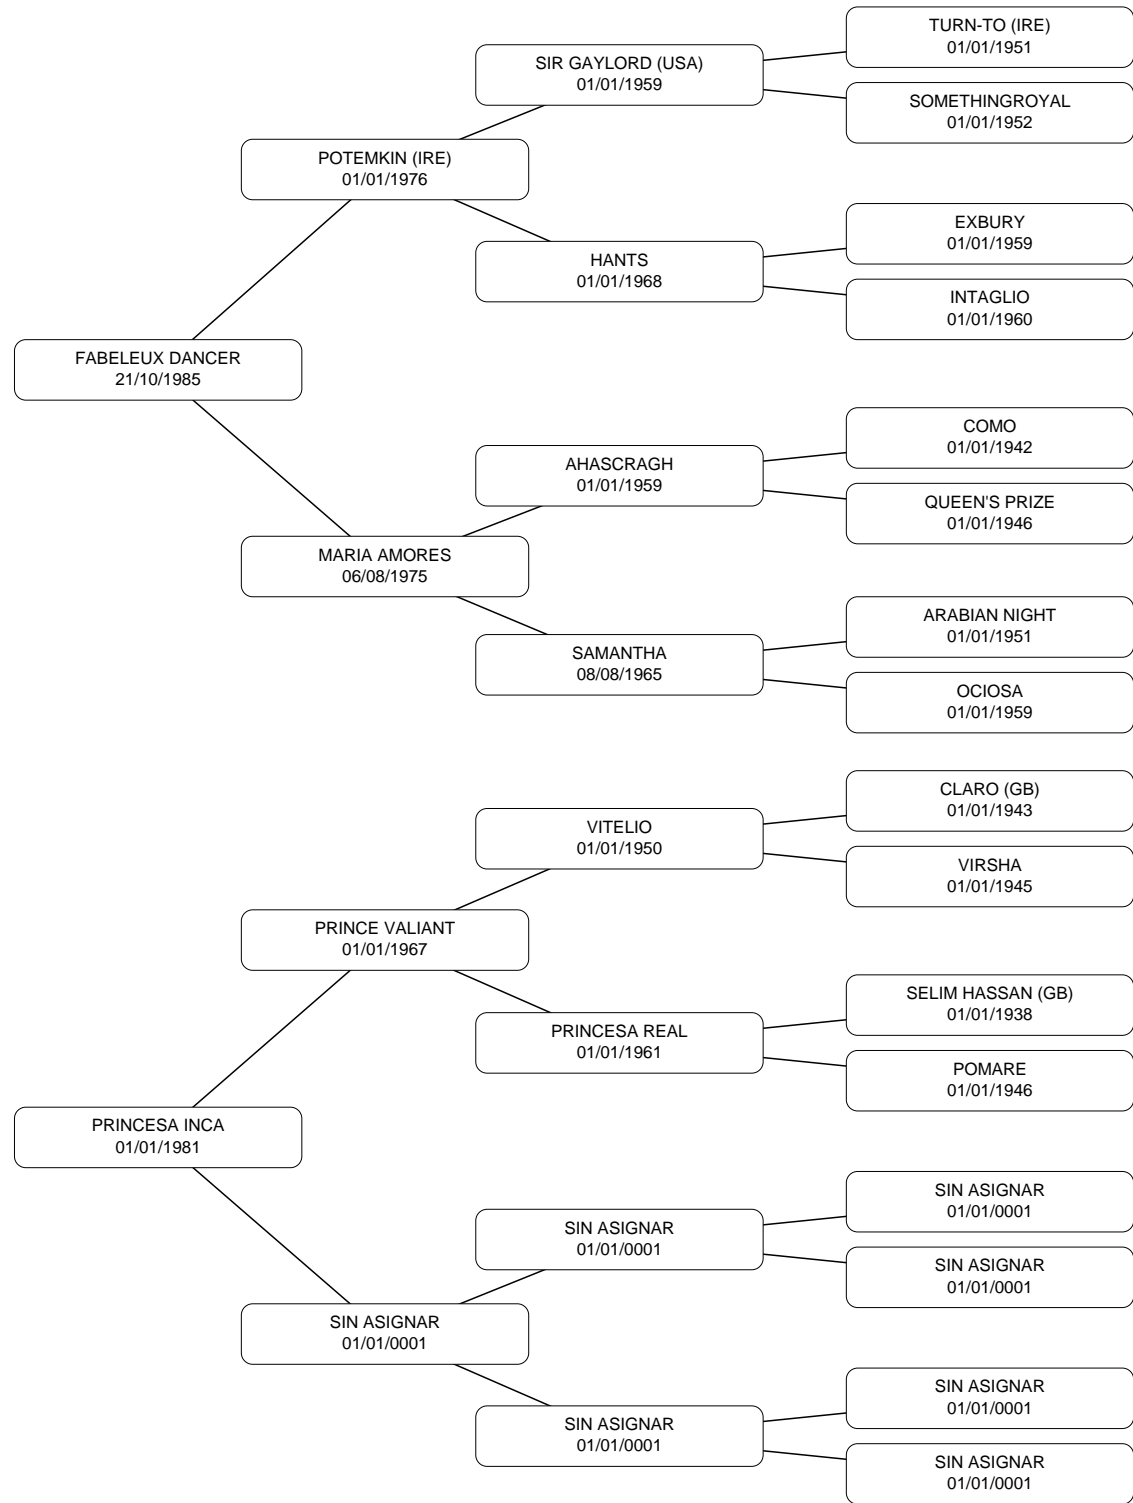 TURN-TO (IRE)
01/01/1951
SIR GAYLORD (USA)
01/01/1959
SOMETHINGROYAL
01/01/1952
POTEMKIN (IRE)
01/01/1976
EXBURY
01/01/1959
HANTS
01/01/1968
INTAGLIO
01/01/1960
FABELEUX DANCER
21/10/1985
COMO
01/01/1942
AHASCRAGH
01/01/1959
QUEEN'S PRIZE
01/01/1946
MARIA AMORES
06/08/1975
ARABIAN NIGHT
01/01/1951
SAMANTHA
08/08/1965
OCIOSA
01/01/1959
CLARO (GB)
01/01/1943
VITELIO
01/01/1950
VIRSHA
01/01/1945
PRINCE VALIANT
01/01/1967
SELIM HASSAN (GB)
01/01/1938
PRINCESA REAL
01/01/1961
POMARE
01/01/1946
PRINCESA INCA
01/01/1981
SIN ASIGNAR
01/01/0001
SIN ASIGNAR
01/01/0001
SIN ASIGNAR
01/01/0001
SIN ASIGNAR
01/01/0001
SIN ASIGNAR
01/01/0001
SIN ASIGNAR
01/01/0001
SIN ASIGNAR
01/01/0001